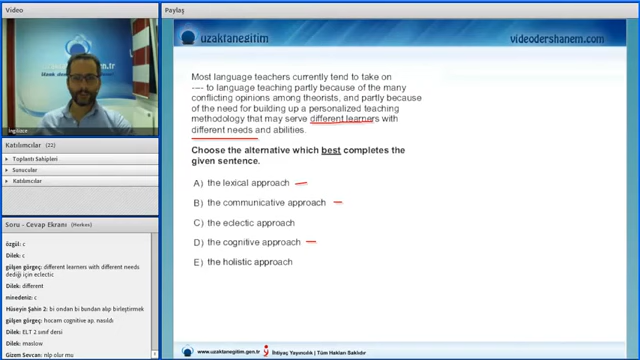 Video
Paylaş
İngilizce
Katılımcılar (22)
Toplantı Sahipleri
Sunucular
Katılımcılar
Soru - Cevap Ekranı (Herkes)
özgül: c
Dilek: c
gülşen görgeç: different learners with different needs
dediği için eclectic
minedeniz: c
Hüseyin Şahin 2: bi ondan bi bundan alıp birleştirmek
gülşen görgeç: hocam cognitive ap. nasıldı
Dilek: ELT 2 sınıf dersi
Dilek: maslow
Gizem Sevcan: nlp olur mu
uzaktanegitim
videodershanem.com
Most language teachers currently tend to take on
---- to language teaching partly because of the many
conflicting opinions among theorists, and partly because
of the need for building up a personalized teaching
methodology that may serve different learners with
different needs and abilities.
Choose the alternative which best completes the
given sentence.
A) the lexical approach
B) the communicative approach
C) the eclectic approach
D) the cognitive approach
E) the holistic approach
www.uzaktanegitim.gen.tr
İhtiyaç Yayıncılık | Tüm Hakları Saklıdır